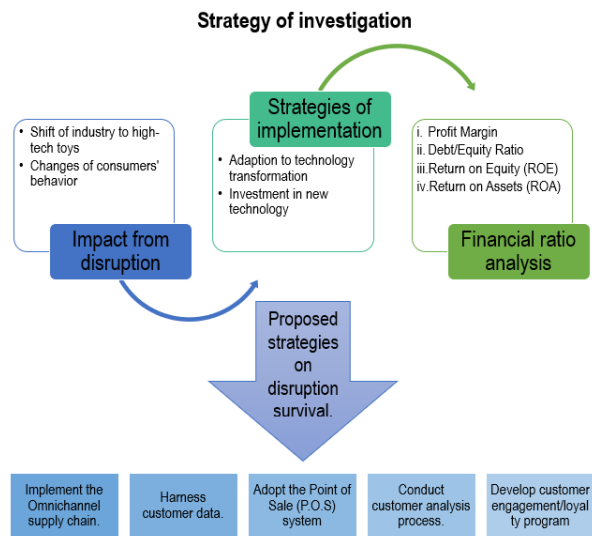 Strategy of investigation
• Shift of industry to high-
tech toys
• Changes of consumers'
behavior
Impact from
disruption
Strategies of
implementation
• Adaption to technology
transformation
• Investment in new
technology
i. Profit Margin
ii. Debt/Equity Ratio
iii.Return on Equity (ROE)
iv.Return on Assets (ROA)
Financial ratio
analysis
Proposed
strategies
on
disruption
survival.
Implement the
Omnichannel
supply chain.
Harness
customer data.
Adopt the Point of
Sale (P.O.S)
system
Conduct
customer analysis
process.
Develop customer
engagement/loyal
ty program